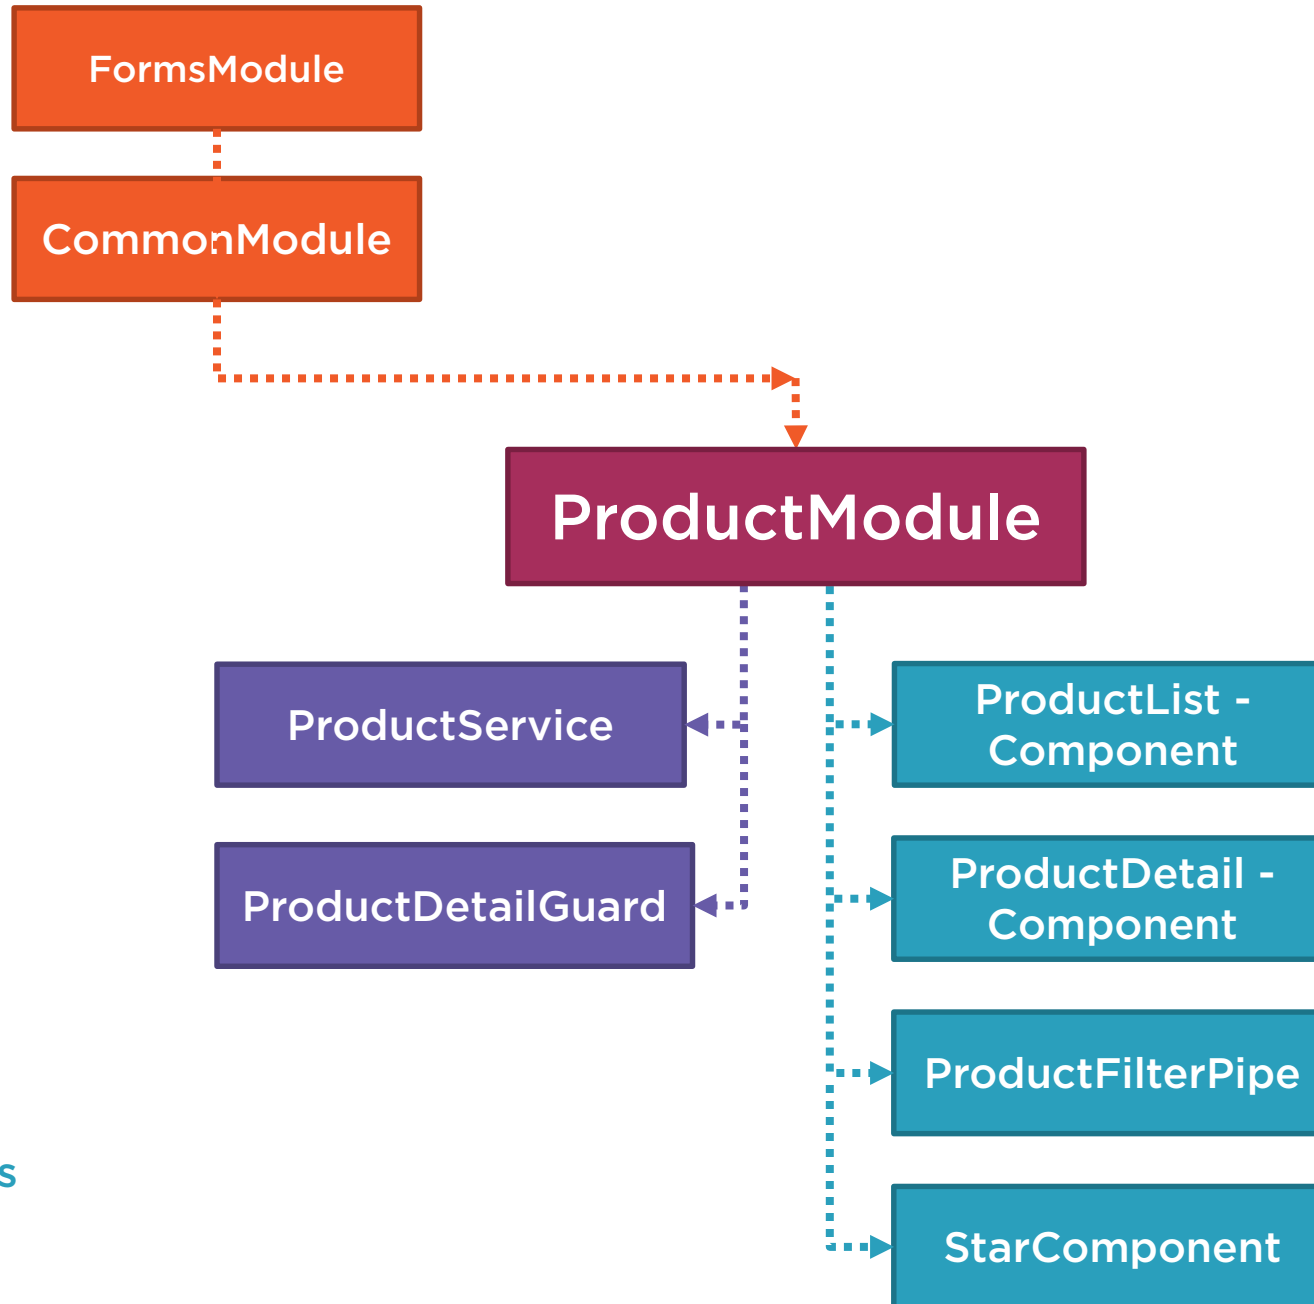 FormsModule
CommonModule
ProductModule
ProductService
ProductList -
Component
ProductDetailGuard
ProductDetail -
Component
ProductFilterPipe
s
StarComponent